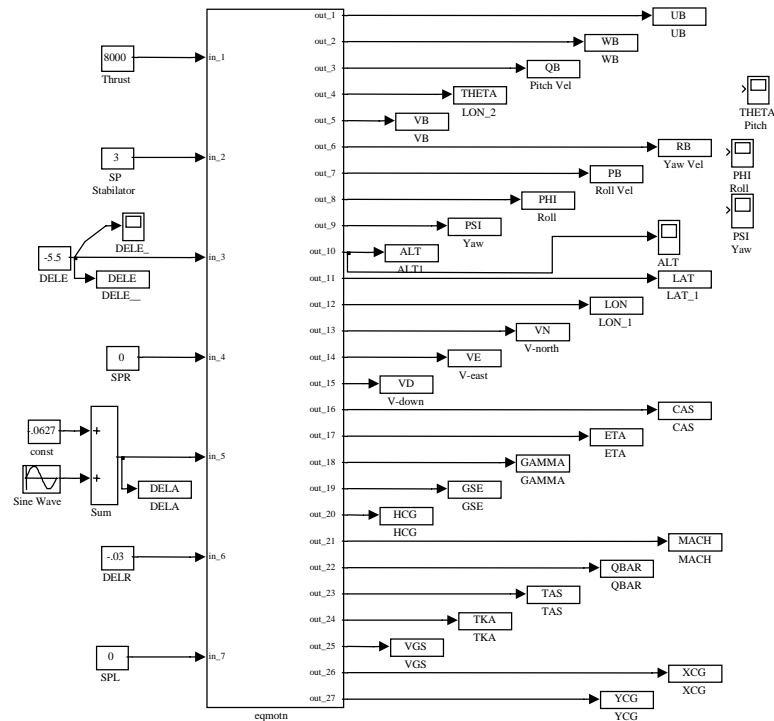 8000
Thrust
in_1
3
SP
Stabilator
in_2
DELE_
-5.5
DELE
in_3
DELE
DELE__
0
SPR
in_4
-.0627
const
+
+
Sine Wave
Sum
in_5
DELA
DELA
-.03
DELR
in_6
0
SPL
in_7
eqmotn
out_1
UB
UB
out_2
WB
WB
out_3
QB
Pitch Vel
out_4
THETA
LON_2
out_5
VB
VB
out_6
RB
Yaw Vel
out_7
PB
Roll Vel
out_8
PHI
Roll
out_9
PSI
Yaw
out_10
ALT
ALT1
ALT
out_11
LAT
LAT_1
out_12
LON
LON_1
out_13
VN
V-north
out_14
VE
V-east
out_15
VD
V-down
out_16
CAS
CAS
out_17
ETA
ETA
out_18
GAMMA
GAMMA
out_19
GSE
GSE
out_20
HCG
HCG
out_21
MACH
MACH
out_22
QBAR
QBAR
out_23
TAS
TAS
out_24
TKA
TKA
out_25
VGS
VGS
out_26
XCG
XCG
out_27
YCG
YCG
THETA
Pitch
PHI
Roll
PSI
Yaw